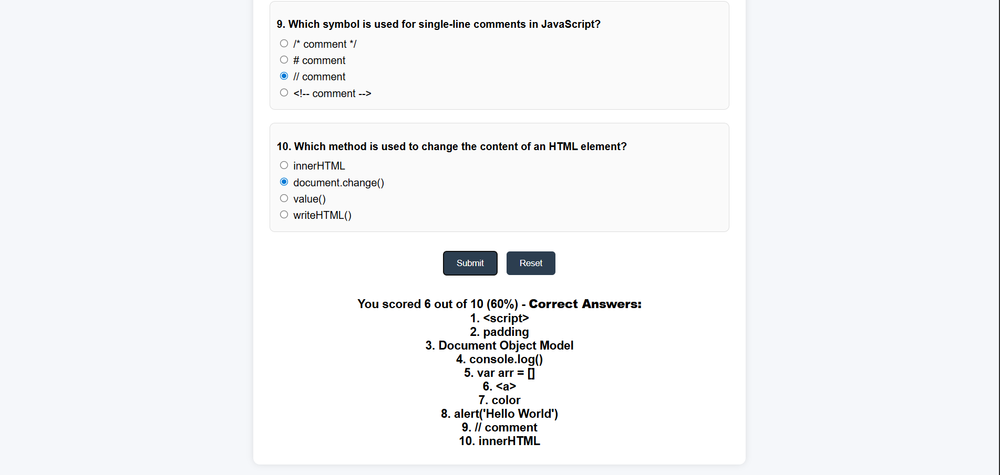 9. Which symbol is used for single-line comments in JavaScript?
/* comment */
# comment
// comment
<!-- comment -->
10. Which method is used to change the content of an HTML element?
innerHTML
document.change()
value()
writeHTML()
Submit
Reset
You scored 6 out of 10 (60%) - Correct Answers:
1. <script>
2. padding
3. Document Object Model
4. console.log()
5. var arr = []
6. <a>
7. color
8. alert('Hello World')
9. // comment
10. innerHTML